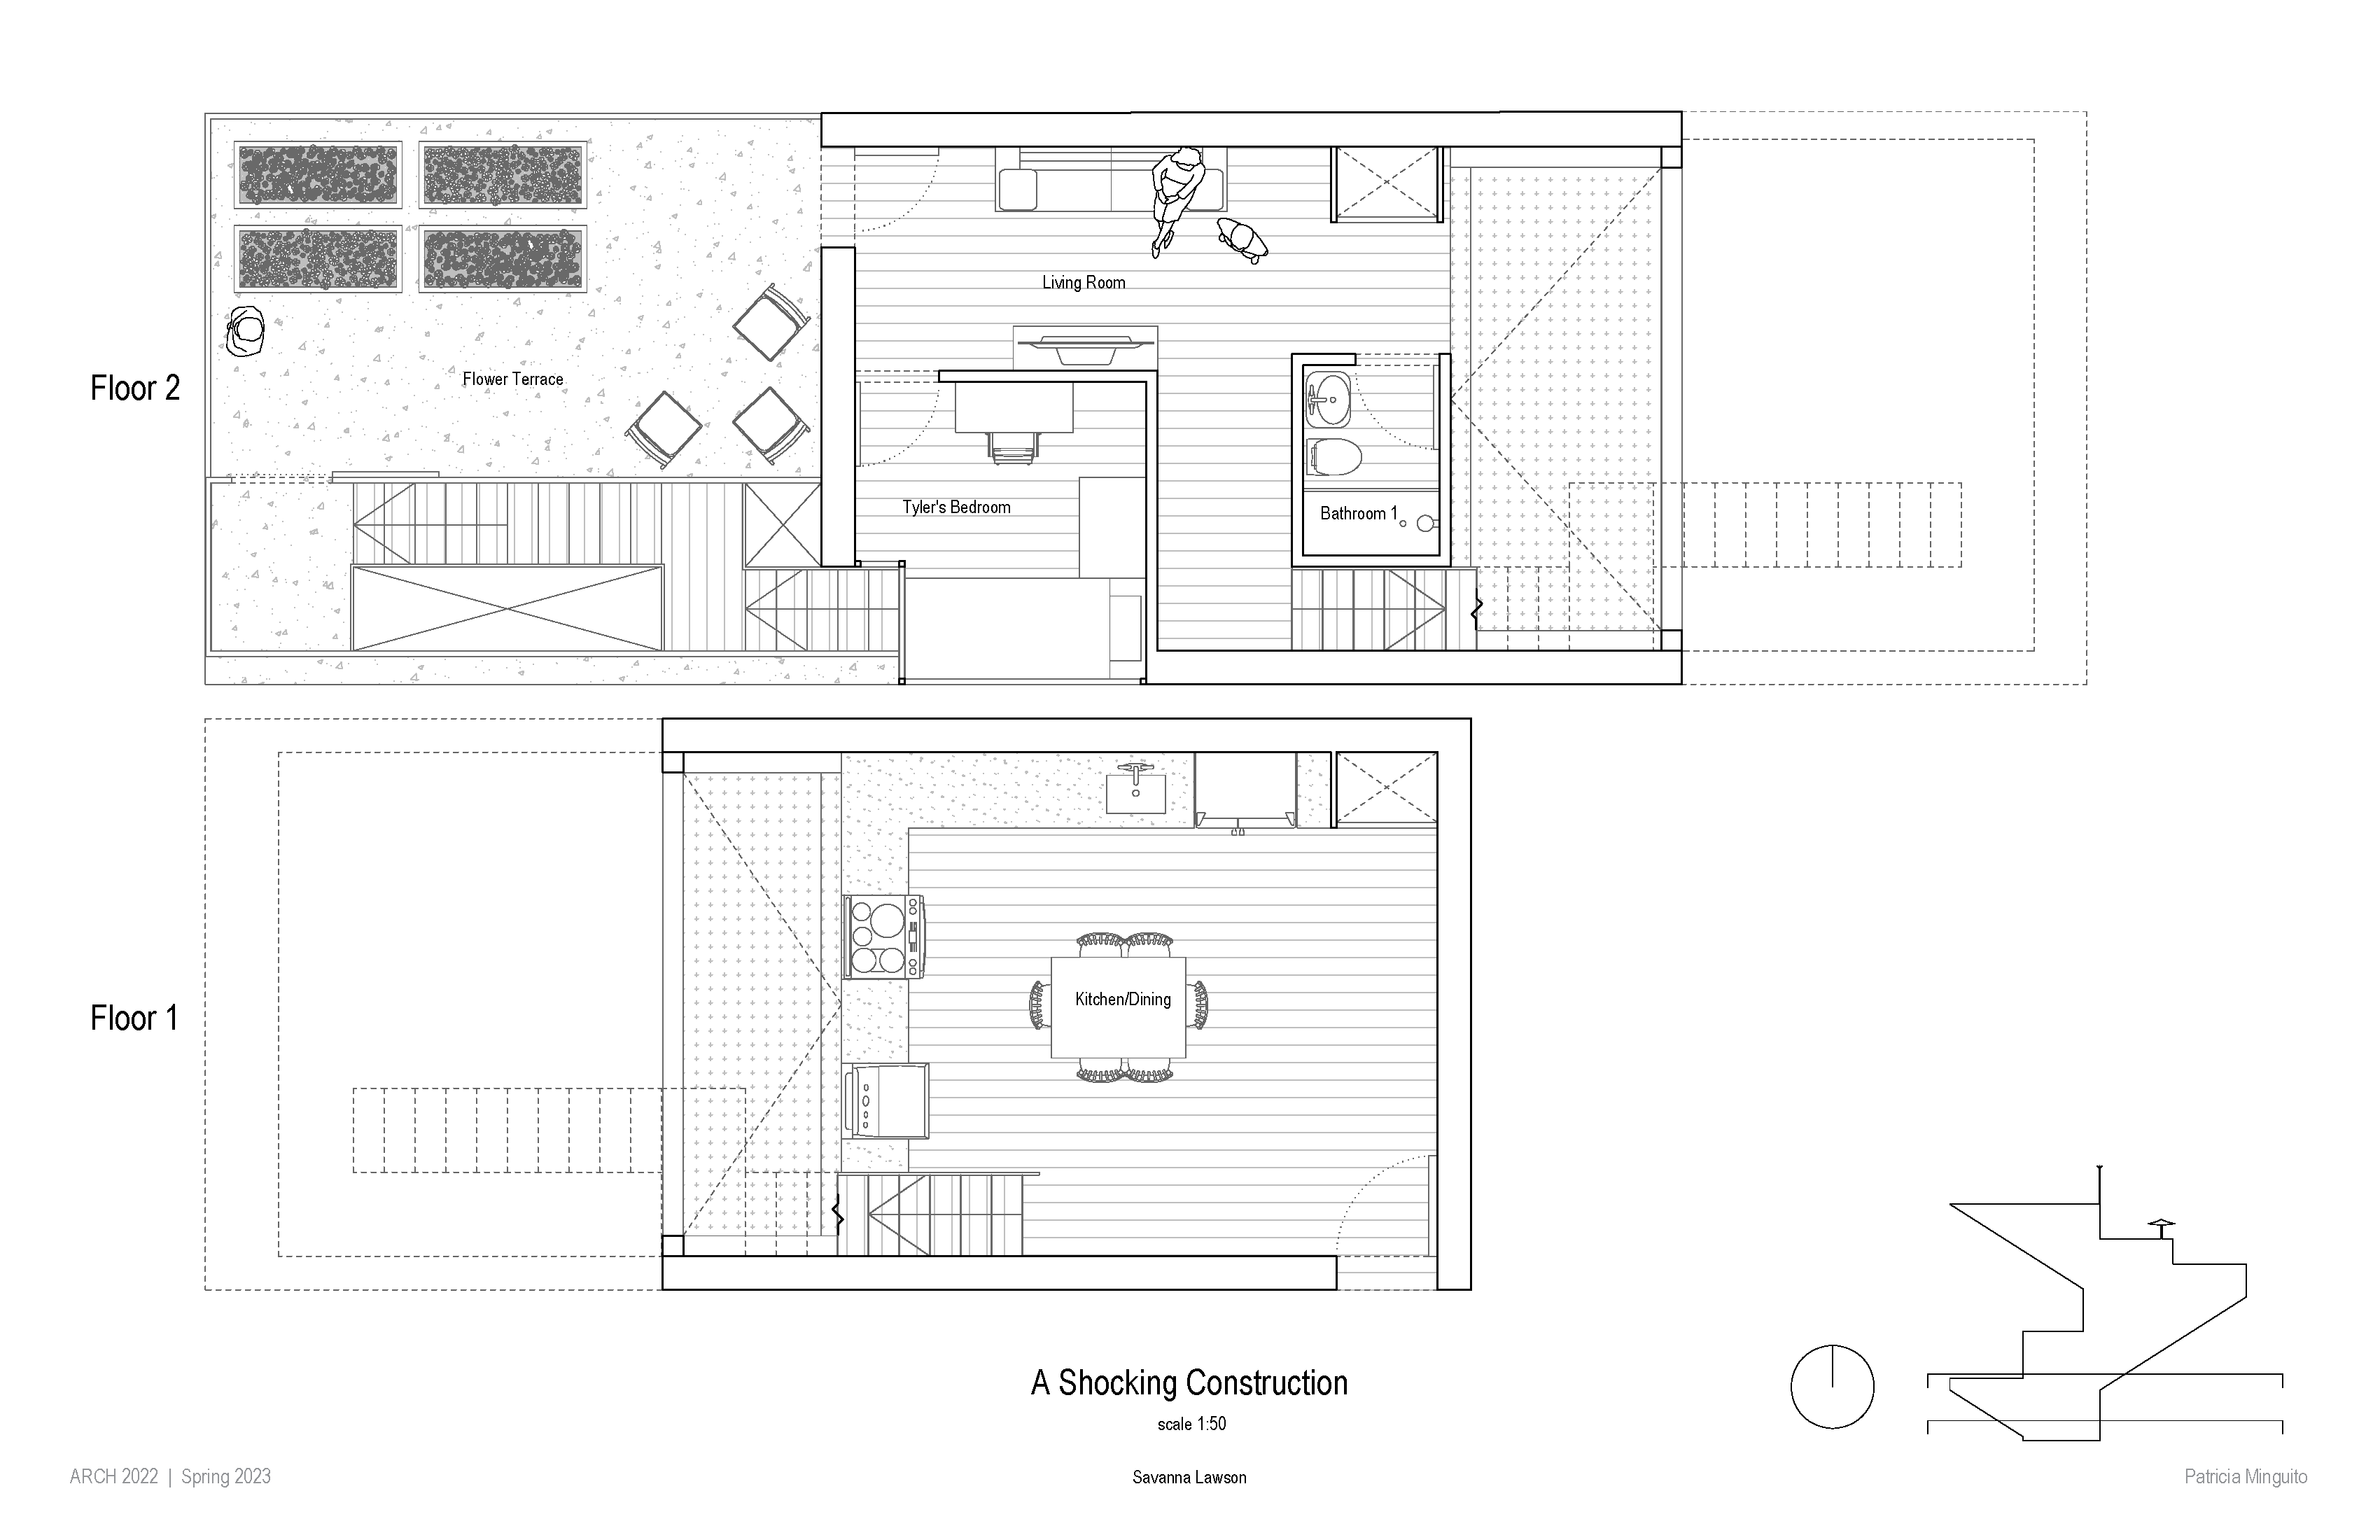 Floor 2
Flower Terrace
Living Room
Tyler's Bedroom
Bathroom 1
Floor 1
Kitchen/Dining
A Shocking Construction
scale 1:50
ARCH 2022 | Spring 2023
Savanna Lawson
Patricia Minguito